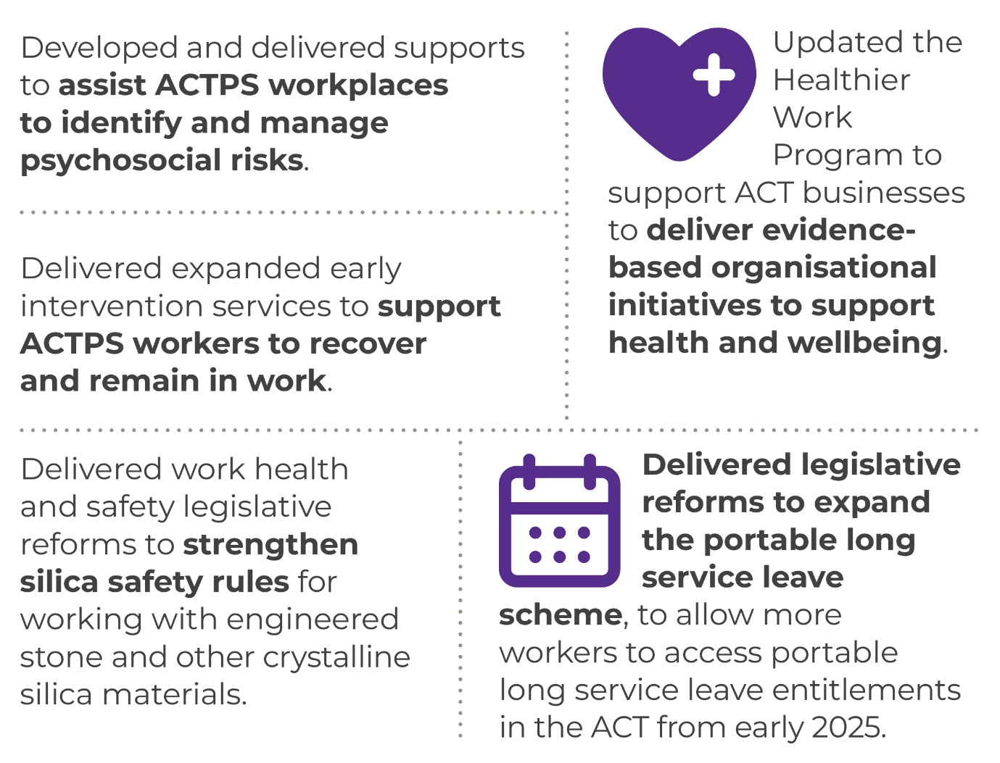 Developed and delivered supports
to assist ACTPS workplaces
to identify and manage
psychosocial risks.
Delivered expanded early
intervention services to support
ACTPS workers to recover
and remain in work.
Updated the
Healthier
Work
Program to
support ACT businesses
to deliver evidence-
based organisational
initiatives to support
health and wellbeing.
Delivered work health
and safety legislative
reforms to strengthen
silica safety rules for
working with engineered
stone and other crystalline
silica materials.
Delivered legislative
reforms to expand
the portable long
service leave
scheme, to allow more
workers to access portable
long service leave entitlements
in the ACT from early 2025.